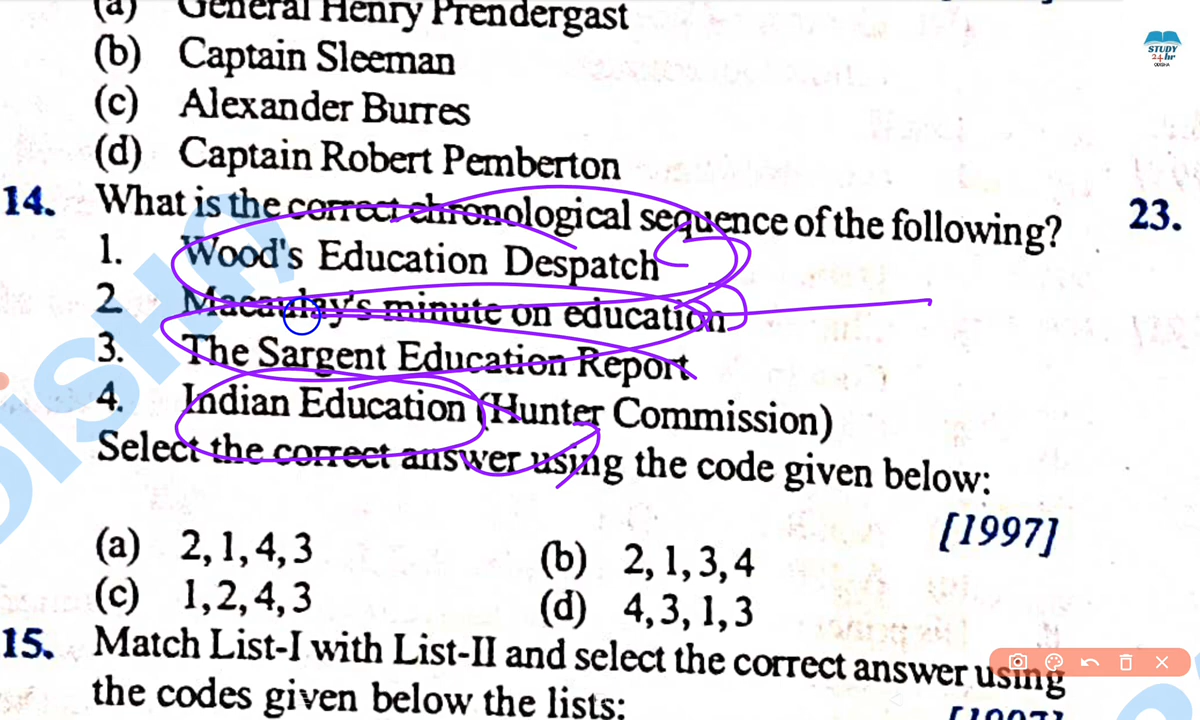 (a) General Henry Prendergast
(b) Captain Sleeman
(c) Alexander Burres
(d) Captain Robert Pemberton
14. What is the correct chronological sequence of the following?
1. Wood's Education Despatch
2. Macaulay's minute on education
3. The Sargent Education Report
4. Indian Education (Hunter Commission)
Select the correct answer using the code given below:
[1997]
(a) 2, 1, 4, 3 (b) 2, 1, 3, 4
(c) 1, 2, 4, 3 (d) 4, 3, 1, 3
15. Match List-I with List-II and select the correct answer using
the codes given below the lists:
23.
STUDY
24 hr
ODISHA